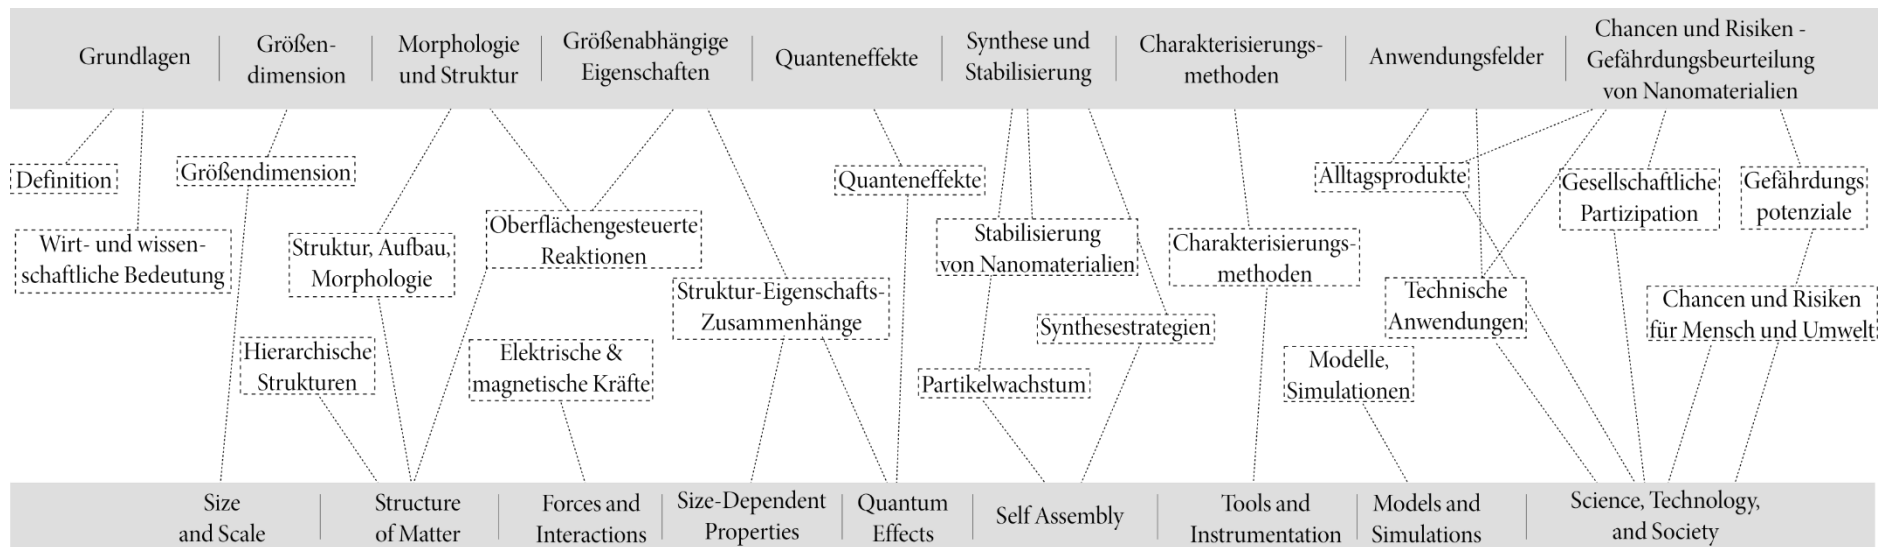 Grundlagen
Größen-
dimension
Morphologie
und Struktur
Größenabhängige
Eigenschaften
Quanteneffekte
Synthese und
Stabilisierung
Charakterisierungs-
methoden
Anwendungsfelder
Chancen und Risiken -
Gefährdungsbeurteilung
von Nanomaterialien
Definition
Größendimension
Quanteneffekte
Alltagsprodukte
Gesellschaftliche
Partizipation
Gefährdungs
potenziale
Wirt- und wissen-
schaftliche Bedeutung
Struktur, Aufbau,
Morphologie
Oberflächengesteuerte
Reaktionen
Stabilisierung
von Nanomaterialien
Charakterisierungs-
methoden
Struktur-Eigenschafts-
Zusammenhänge
Technische
Anwendungen
Chancen und Risiken
für Mensch und Umwelt
Synthesestrategien
Hierarchische
Strukturen
Elektrische &
magnetische Kräfte
Partikelwachstum
Modelle,
Simulationen
Size
and Scale
Structure
of Matter
Forces and
Interactions
Size-Dependent
Properties
Quantum
Effects
Self Assembly
Tools and
Instrumentation
Models and
Simulations
Science, Technology,
and Society